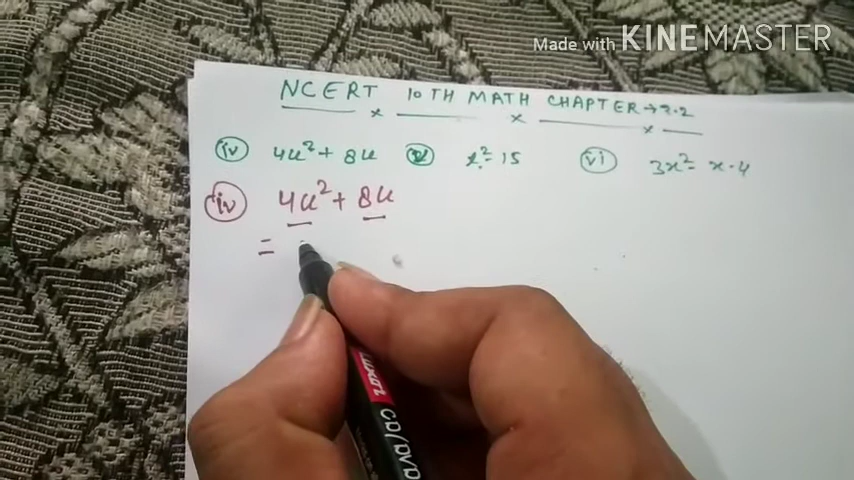 Made with KINEMASTER
NCERT 10TH MATH CHAPTER→2.2
(iv) 4u²+8u (v) t²-15 (vi) 3x²-x-4
(iv) 4u²+8u
=
LUXOR CD/DVD